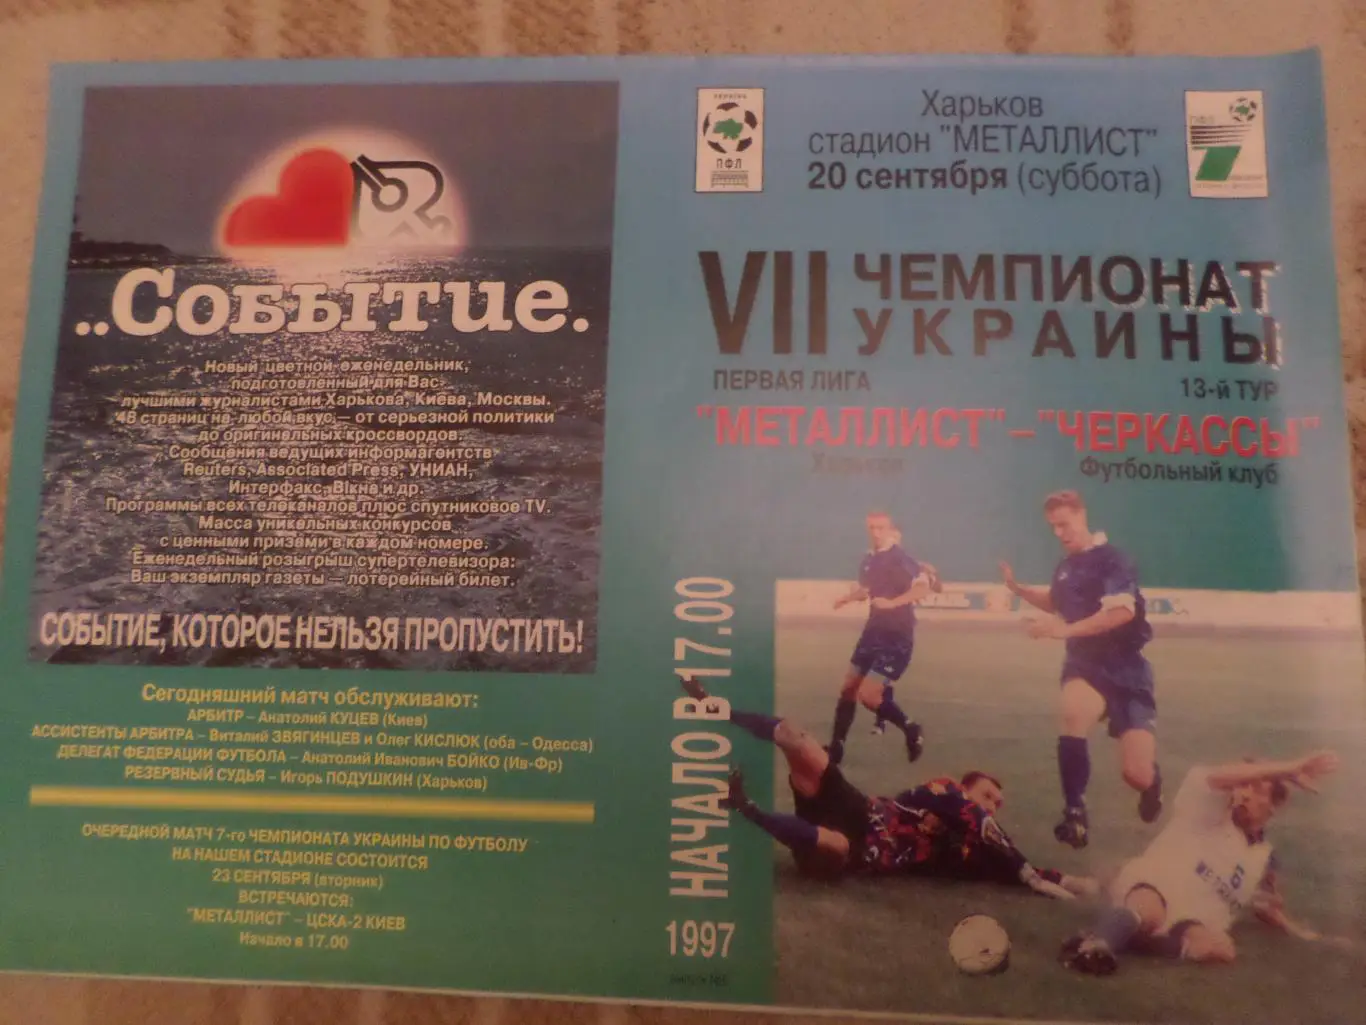 ..Событие.
Новый цветной еженедельник,
подготовленный для Вас
лучшими журналистами Харькова, Киева, Москвы.
48 страниц на любой вкус — от серьезной политики
до оригинальных кроссвордов.
Сообщения ведущих информагентств
Reuters, Associated Press, УНИАН,
Интерфакс, Вікна и др.
Программы всех телеканалов плюс спутниковое TV.
Масса уникальных конкурсов
с ценными призами в каждом номере.
Еженедельный розыгрыш супертелевизора:
Ваш экземпляр газеты — лотерейный билет.
СОБЫТИЕ, КОТОРОЕ НЕЛЬЗЯ ПРОПУСТИТЬ!
Сегодняшний матч обслуживают:
АРБИТР – Анатолий КУЦЕВ (Киев)
АССИСТЕНТЫ АРБИТРА – Виталий ЗВЯГИНЦЕВ и Олег КИСЛЮК (оба – Одесса)
ДЕЛЕГАТ ФЕДЕРАЦИИ ФУТБОЛА – Анатолий Иванович БОЙКО (Ив-Фр)
РЕЗЕРВНЫЙ СУДЬЯ – Игорь ПОДУШКИН (Харьков)
ОЧЕРЕДНОЙ МАТЧ 7-го ЧЕМПИОНАТА УКРАИНЫ ПО ФУТБОЛУ
НА НАШЕМ СТАДИОНЕ СОСТОИТСЯ
23 СЕНТЯБРЯ (вторник)
ВСТРЕЧАЮТСЯ:
"МЕТАЛЛИСТ" – ЦСКА-2 КИЕВ
Начало в 17.00
ПФЛ
Харьков
стадион "МЕТАЛЛИСТ"
20 сентября (суббота)
ПФЛ
7
VII ЧЕМПИОНАТ
УКРАИНЫ
ПЕРВАЯ ЛИГА
13-й ТУР
"МЕТАЛЛИСТ" – "ЧЕРКАССЫ"
Харьков
Футбольный клуб
НАЧАЛО В 17.00
1997